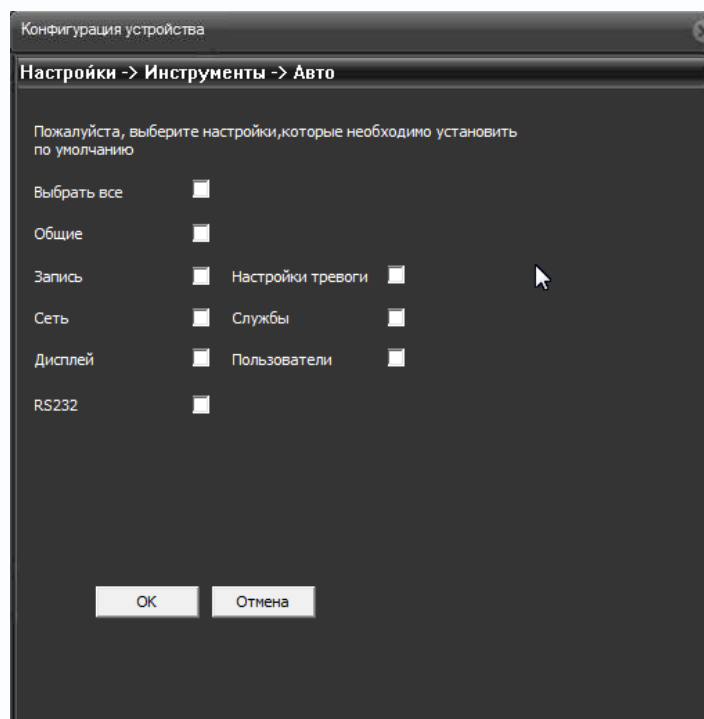 Конфигурация устройства
Настройки -> Инструменты -> Авто
Пожалуйста, выберите настройки,которые необходимо установить
по умолчанию
Выбрать все
Общие
Запись Настройки тревоги
Сеть Службы
Дисплей Пользователи
RS232
OK Отмена